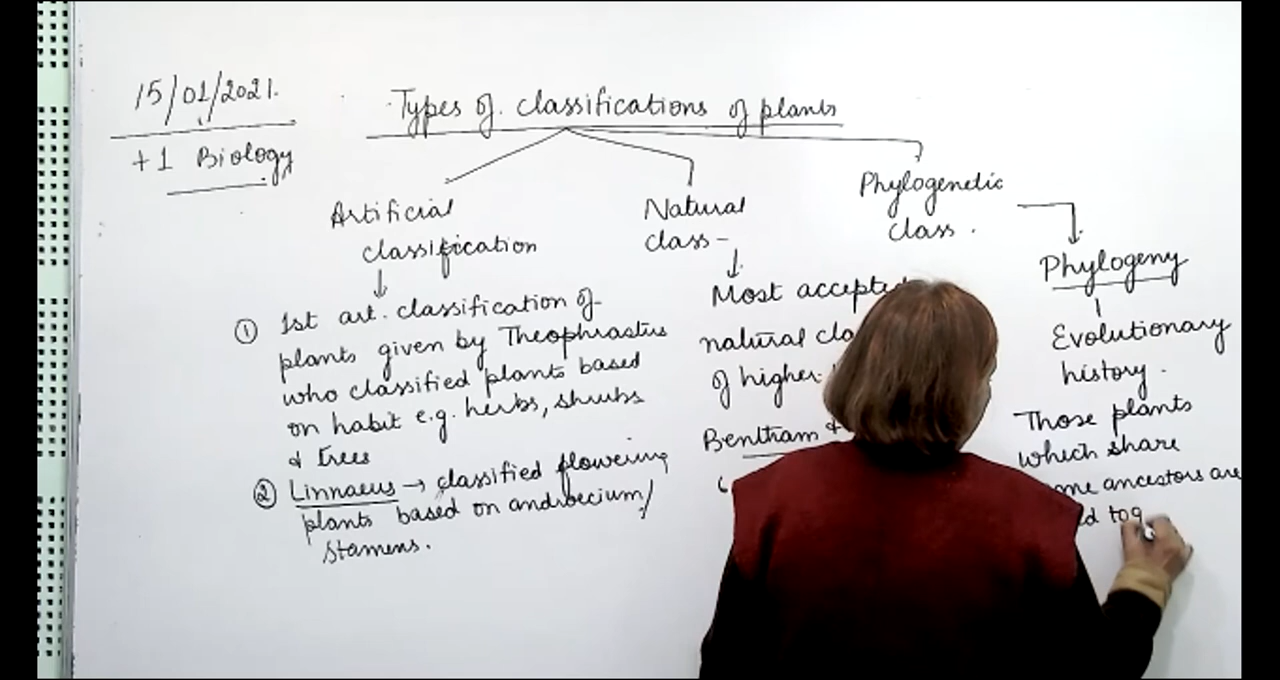 15/01/2021.
+1 Biology
Types of classifications of plants
Artificial
classification
① 1st art. classification of
plants given by Theophrastus
who classified plants based
on habit e.g. herbs, shrubs
& trees
② Linnaeus → classified flowering
plants based on androecium/
stamens.
Natural
class-
Most accepted
natural cla
of higher
Bentham &
Phylogenetic
class.
Phylogeny
Evolutionary
history.
Those plants
which share
ancestors are
tog